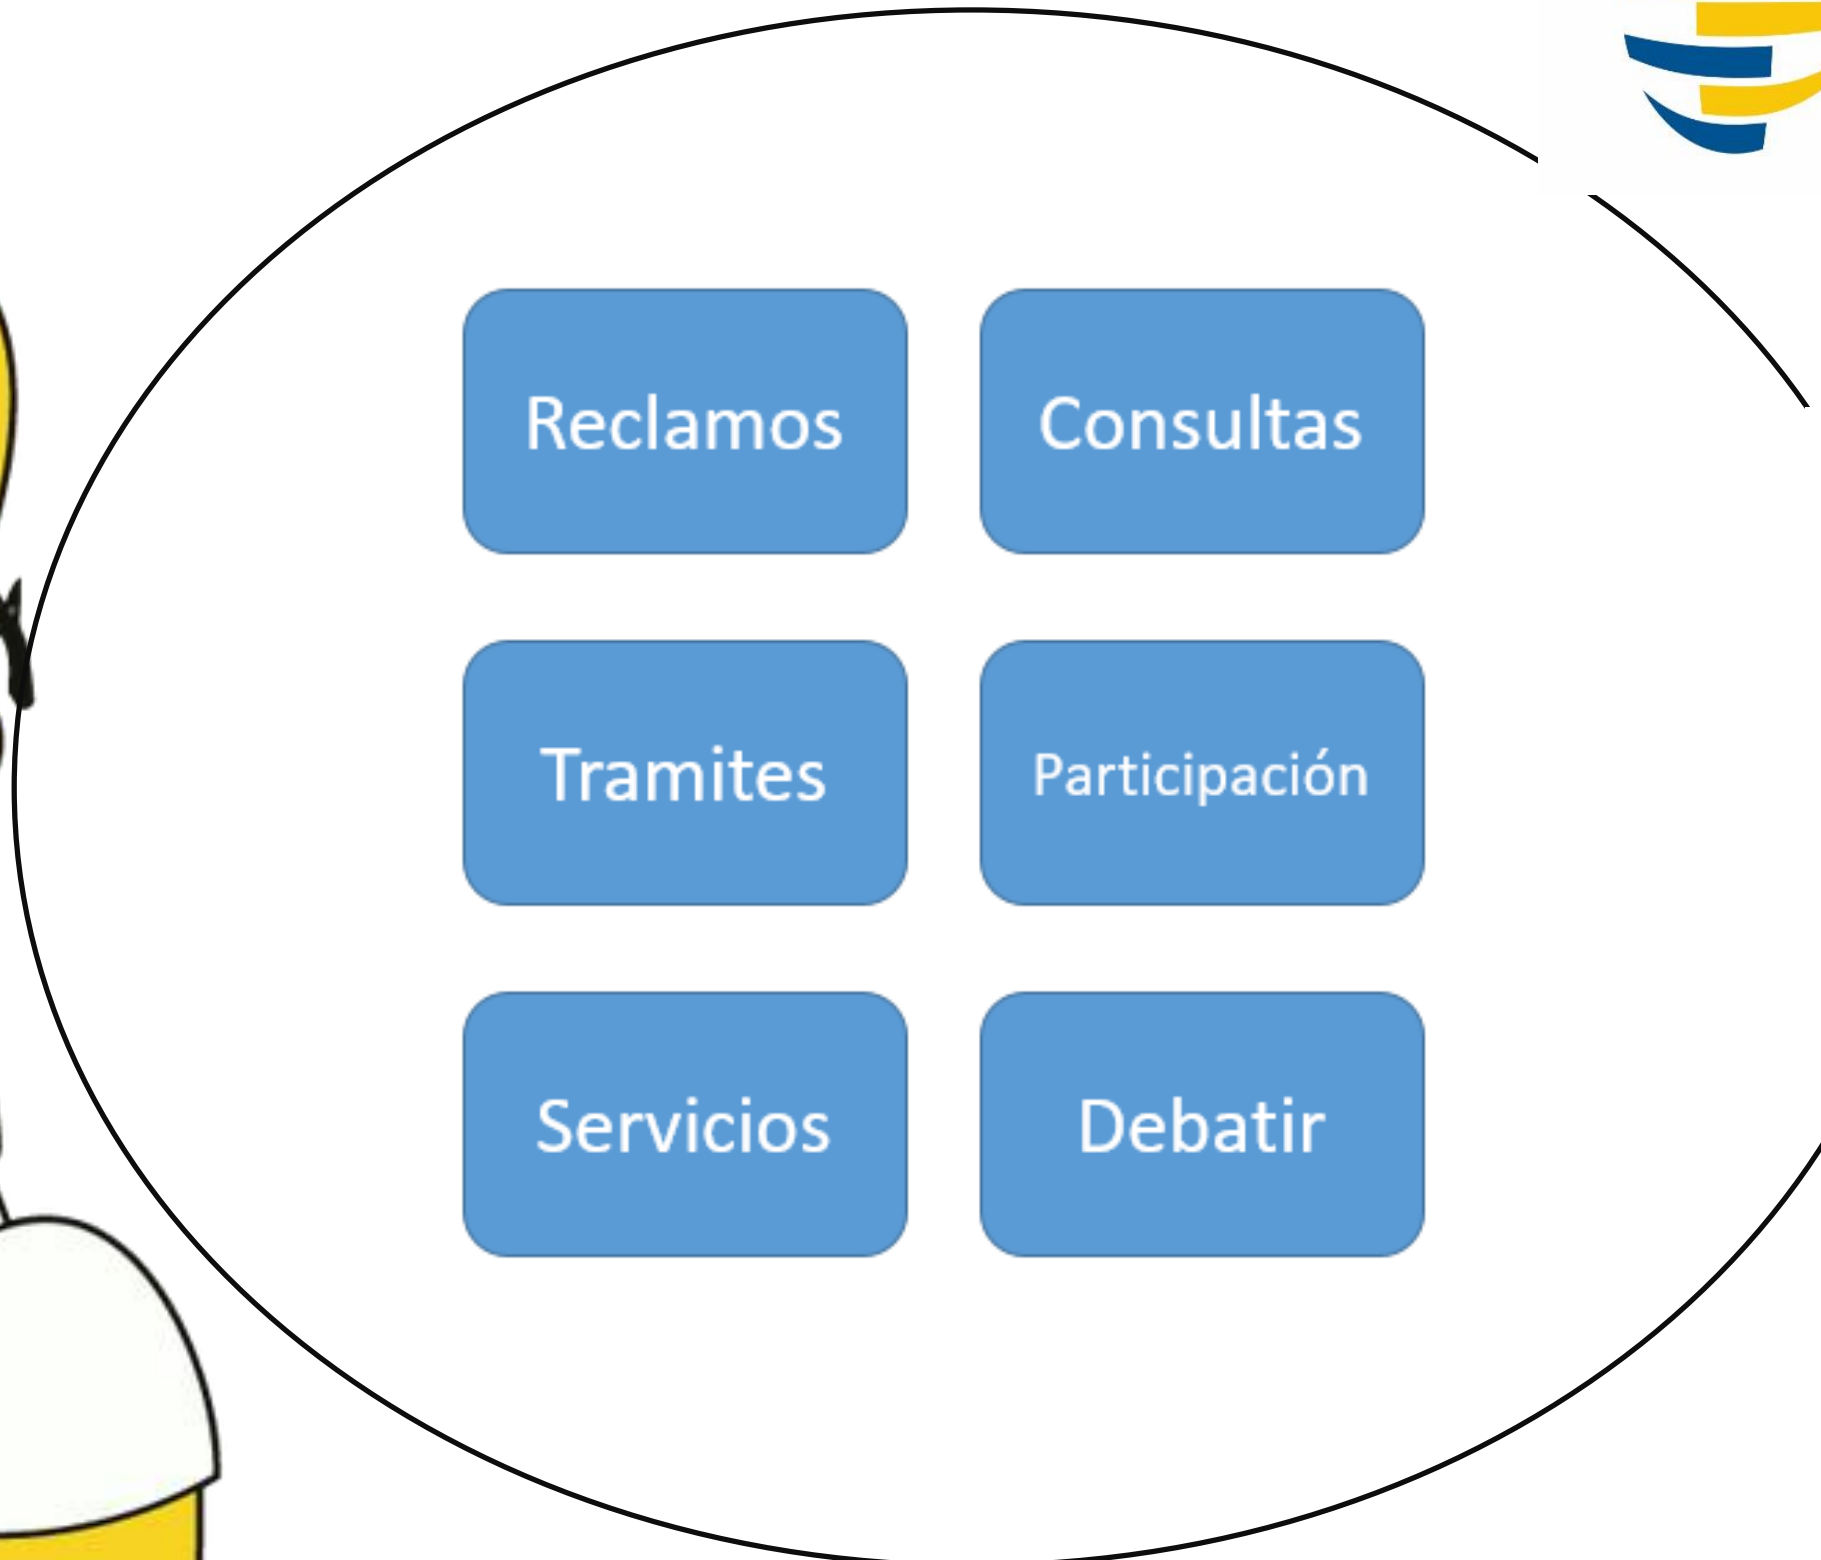 Reclamos
Consultas
Tramites
Participación
Servicios
Debatir